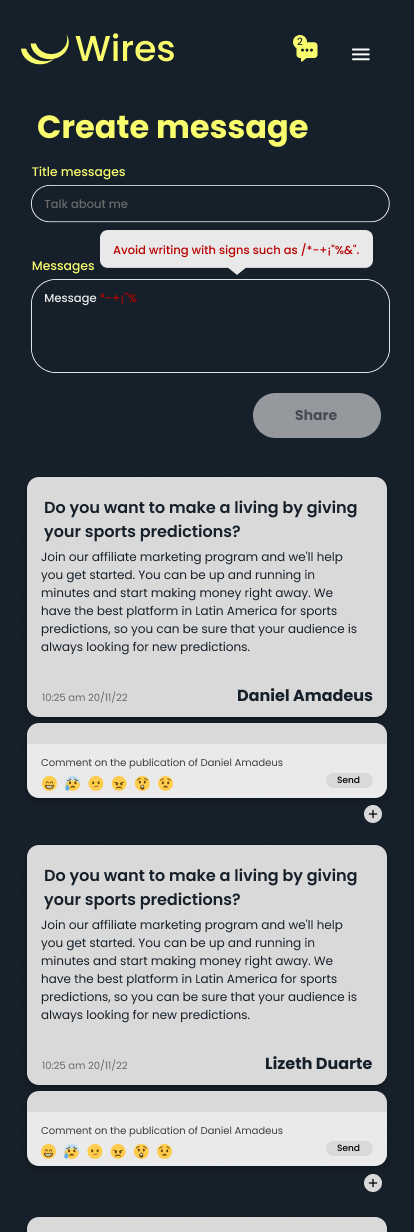 Wires
2
Create message
Title messages
Talk about me
Avoid writing with signs such as /*-+¡"%&".
Messages
Message *-+¡"%
Share
Do you want to make a living by giving
your sports predictions?
Join our affiliate marketing program and we'll help
you get started. You can be up and running in
minutes and start making money right away. We
have the best platform in Latin America for sports
predictions, so you can be sure that your audience is
always looking for new predictions.
10:25 am 20/11/22
Daniel Amadeus
Comment on the publication of Daniel Amadeus
Send
Do you want to make a living by giving
your sports predictions?
Join our affiliate marketing program and we'll help
you get started. You can be up and running in
minutes and start making money right away. We
have the best platform in Latin America for sports
predictions, so you can be sure that your audience is
always looking for new predictions.
10:25 am 20/11/22
Lizeth Duarte
Comment on the publication of Daniel Amadeus
Send